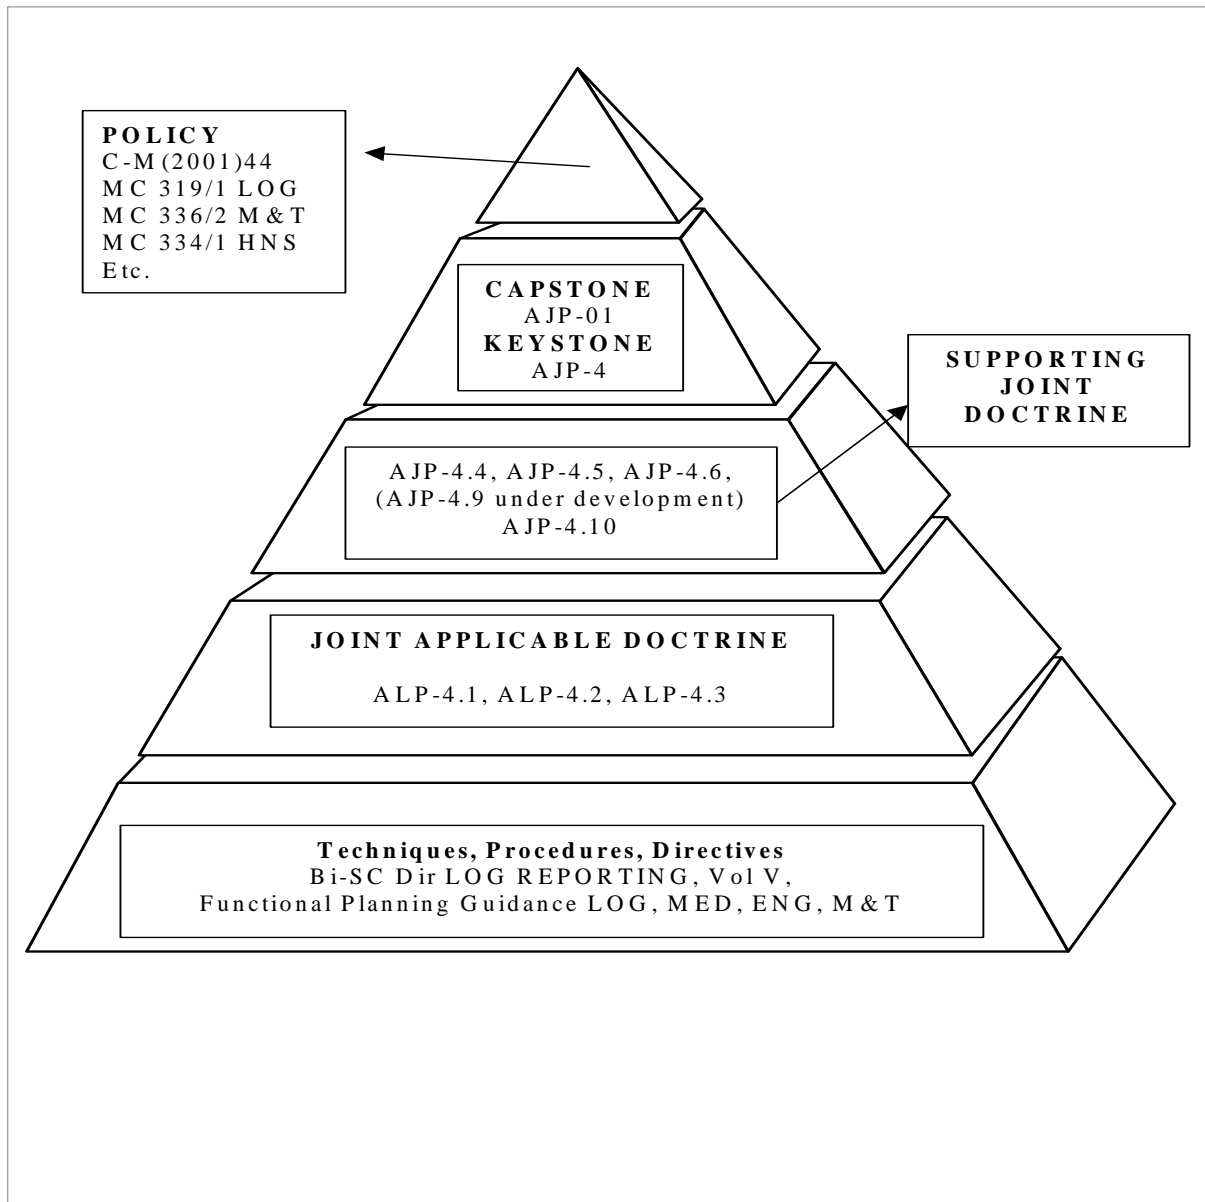 POLICY
C-M(2001)44
MC 319/1 LOG
MC 336/2 M&T
MC 334/1 HNS
Etc.
CAPSTONE
AJP-01
KEYSTONE
AJP-4
SUPPORTING
JOINT
DOCTRINE
AJP-4.4, AJP-4.5, AJP-4.6,
(AJP-4.9 under development)
AJP-4.10
JOINT APPLICABLE DOCTRINE
ALP-4.1, ALP-4.2, ALP-4.3
Techniques, Procedures, Directives
Bi-SC Dir LOG REPORTING, Vol V,
Functional Planning Guidance LOG, MED, ENG, M&T